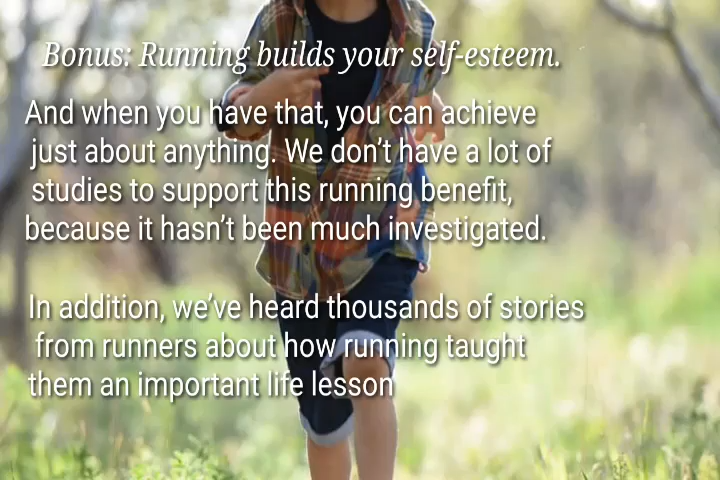 Bonus: Running builds your self-esteem.
And when you have that, you can achieve
just about anything. We don’t have a lot of
studies to support this running benefit,
because it hasn’t been much investigated.
In addition, we’ve heard thousands of stories
from runners about how running taught
them an important life lesson